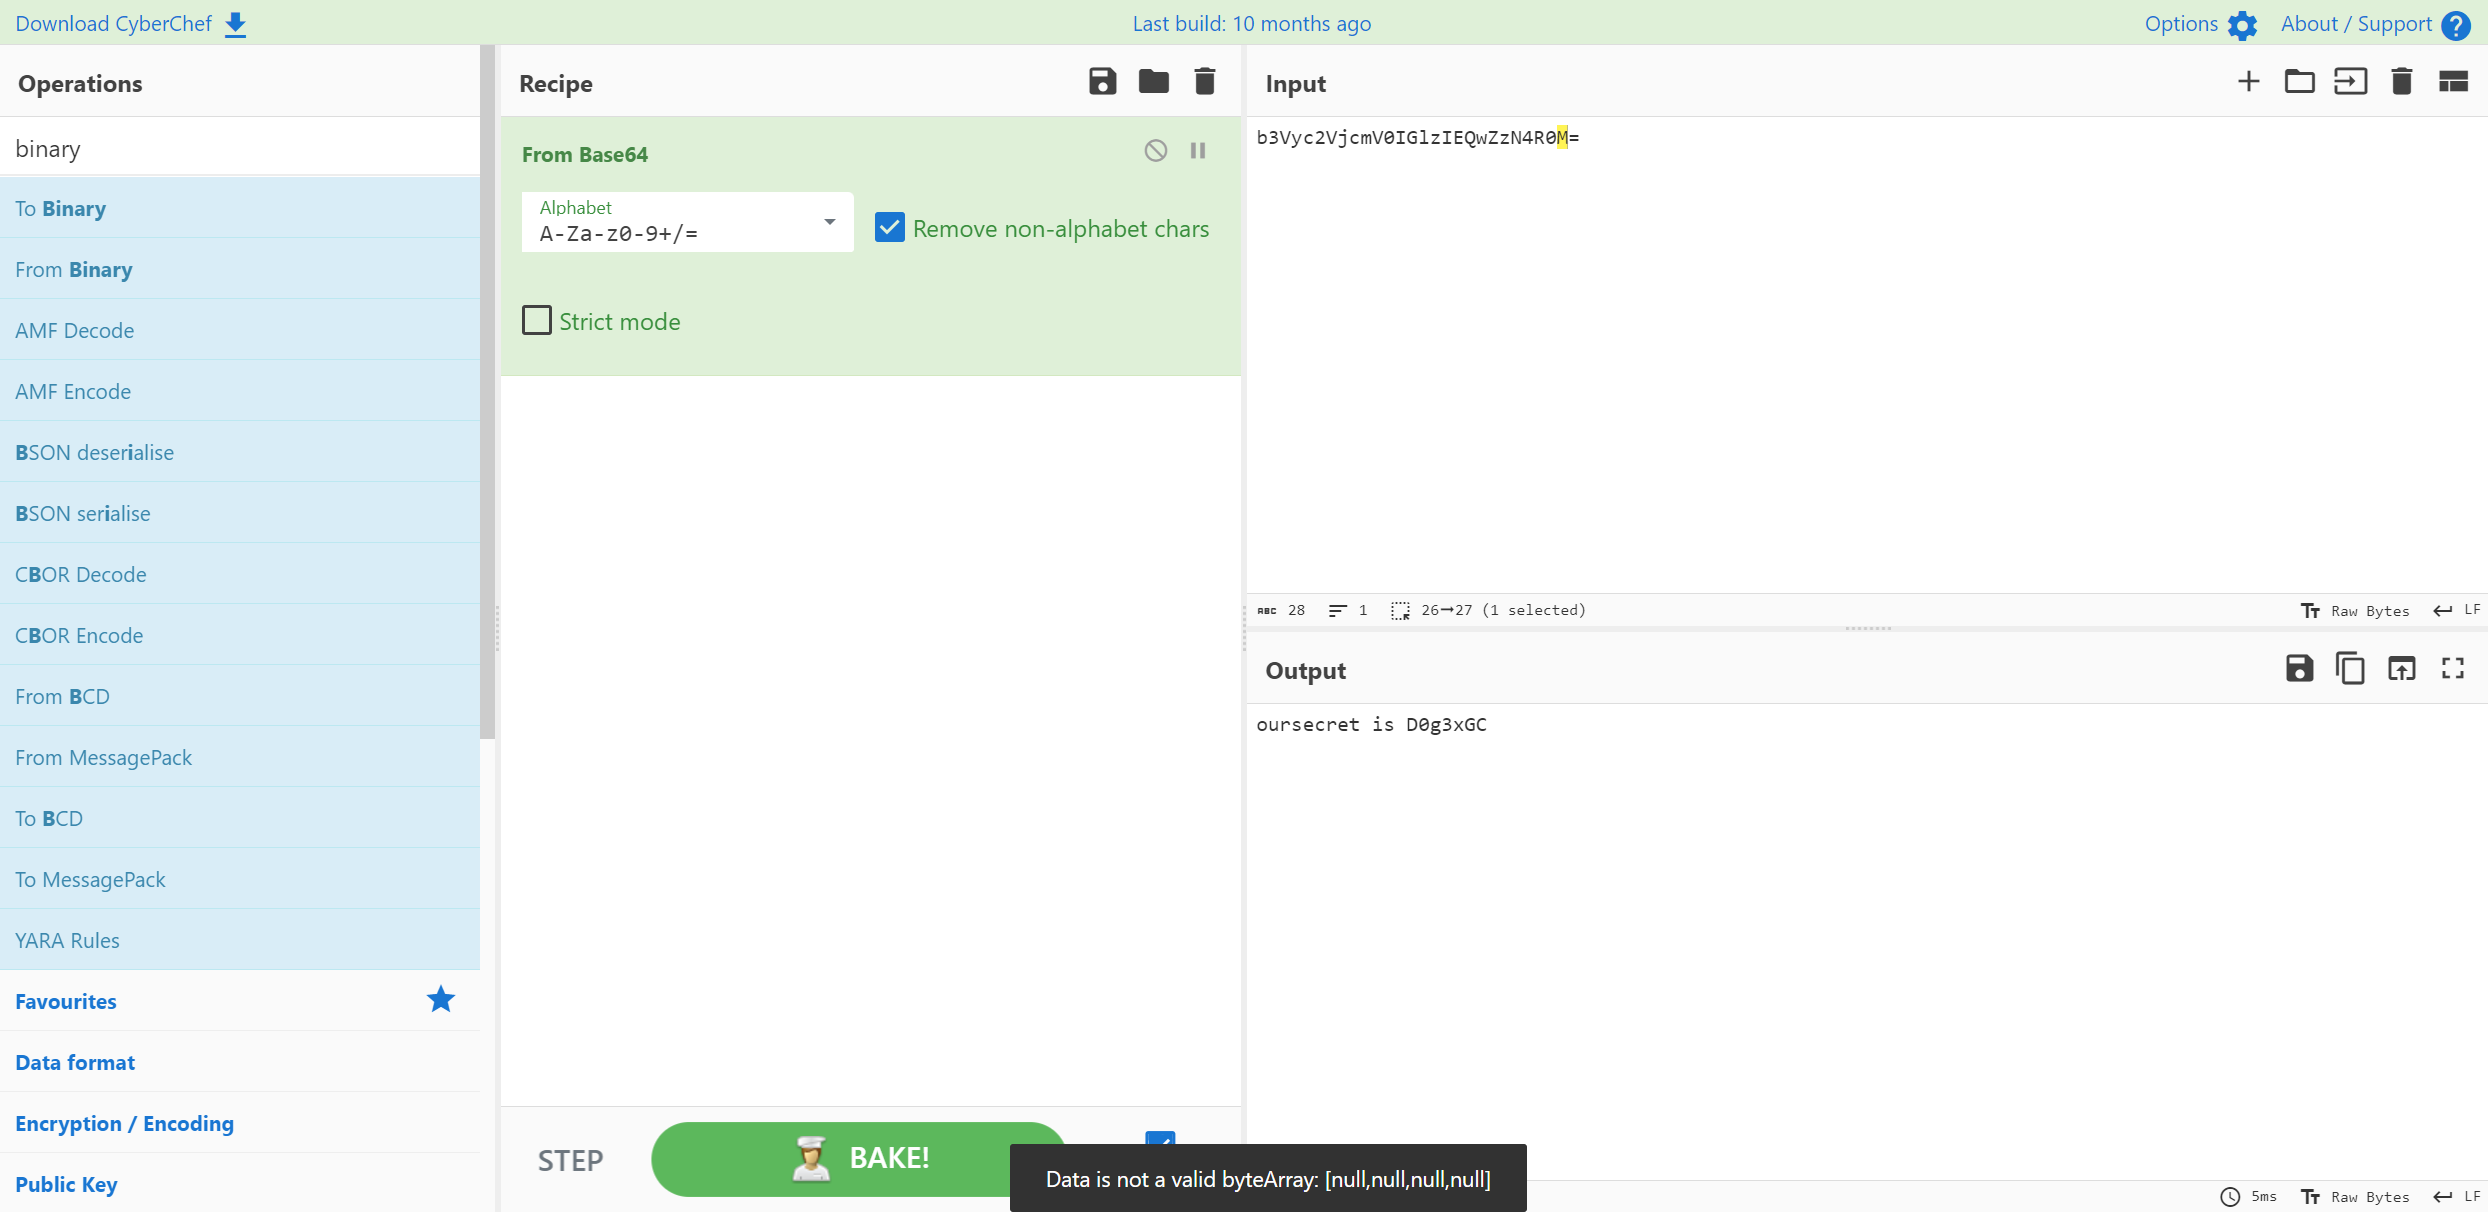 Download CyberChef
Last build: 10 months ago
Options
About / Support
Operations
binary
To Binary
From Binary
AMF Decode
AMF Encode
BSON deserialise
BSON serialise
CBOR Decode
CBOR Encode
From BCD
From MessagePack
To BCD
To MessagePack
YARA Rules
Favourites
Data format
Encryption / Encoding
Public Key
Recipe
From Base64
Alphabet
A-Za-z0-9+/=
Remove non-alphabet chars
Strict mode
STEP
BAKE!
Input
b3Vyc2VjcmV0IGlzIEQwZzN4R0M=
ABC 28 1 26→27 (1 selected)
Tт Raw Bytes LF
Output
oursecret is D0g3xGC
Data is not a valid byteArray: [null,null,null,null]
5ms Tт Raw Bytes LF